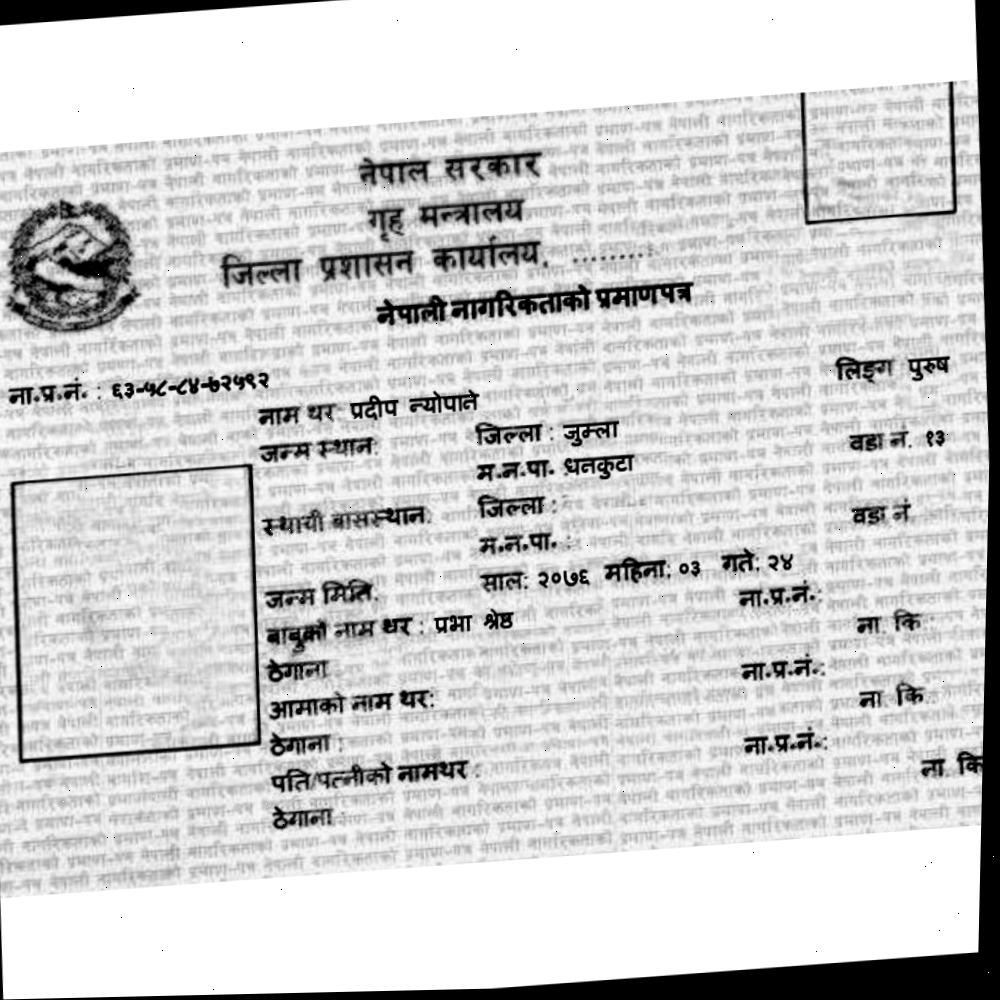 नेपाल सरकार
गृह मन्त्रालय
जिल्ला प्रशासन कार्यालय, .........
नेपाली नागरिकताको प्रमाणपत्र
ना.प्र.नं. : ६३-५८-८४-७२५९२ लिङ्ग पुरुष
नाम थर: प्रदीप न्योपाने
जन्म स्थान: जिल्ला : जुम्ला वडा नं. १३
म.न.पा. धनकुटा
स्थायी बासस्थान: जिल्ला : वडा नं
म.न.पा. :
जन्म मिति: साल: २०७६ महिना: ०३ गते: २४
बाबुको नाम थर : प्रभा श्रेष्ठ ना.प्र.नं.:
ठेगाना ना. कि
आमाको नाम थर: ना.प्र.नं.:
ठेगाना : ना. कि
पति/पत्नीको नामथर : ना.प्र.नं.:
ठेगाना : ना. कि